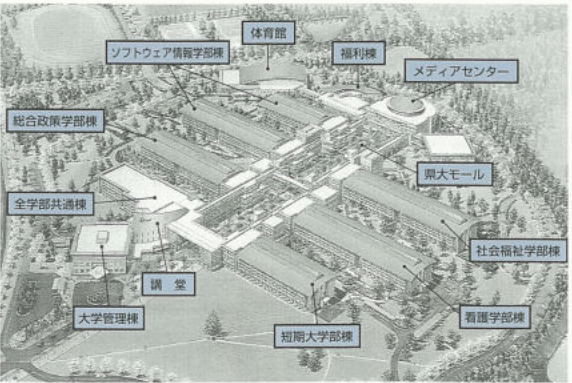 体育館
ソフトウェア情報学部棟
福利棟
メディアセンター
総合政策学部棟
県大モール
全学部共通棟
社会福祉学部棟
講 堂
大学管理棟
看護学部棟
短期大学部棟